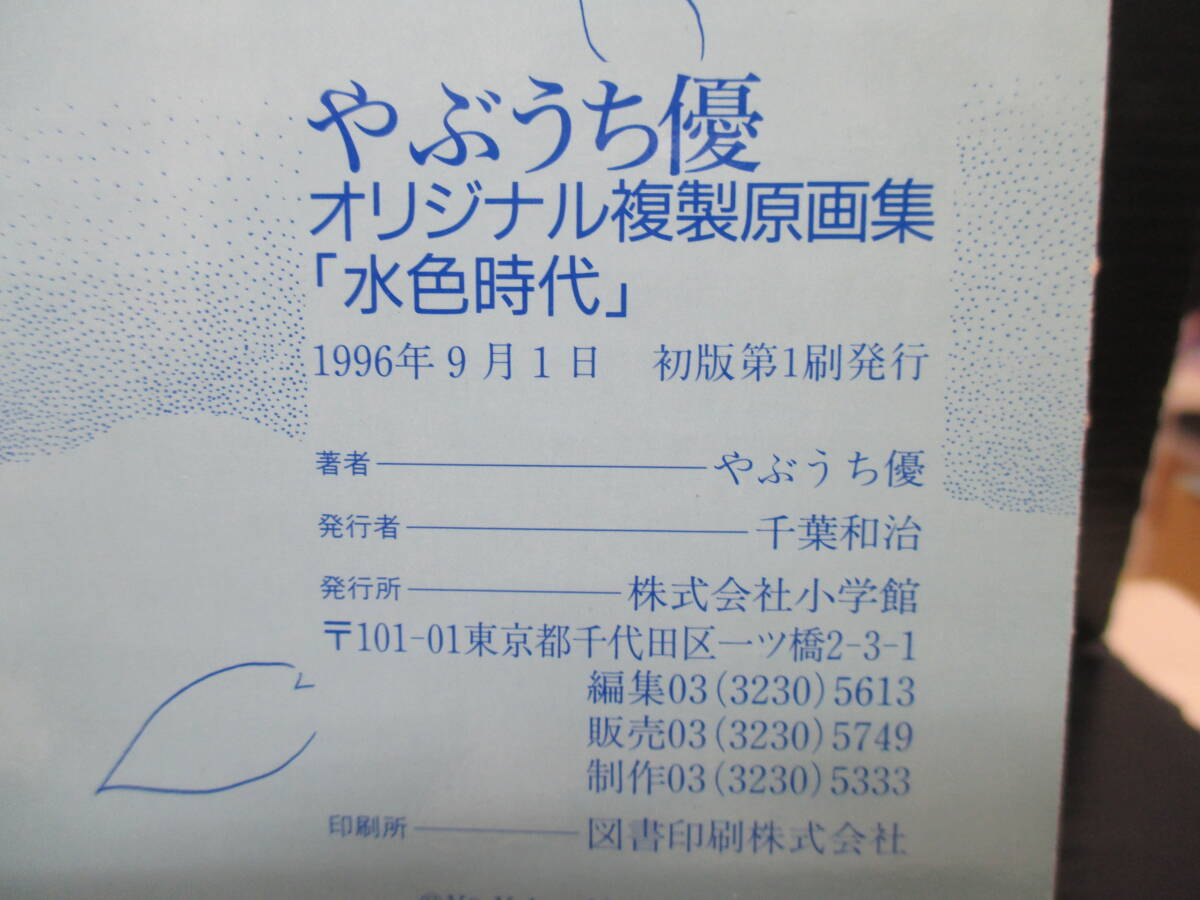 やぶうち優
オリジナル複製原画集
「水色時代」
1996年9月1日 初版第1刷発行
著者 やぶうち優
発行者 千葉和治
発行所 株式会社小学館
〒101-01東京都千代田区一ツ橋2-3-1
編集03(3230)5613
販売03(3230)5749
制作03(3230)5333
印刷所 図書印刷株式会社